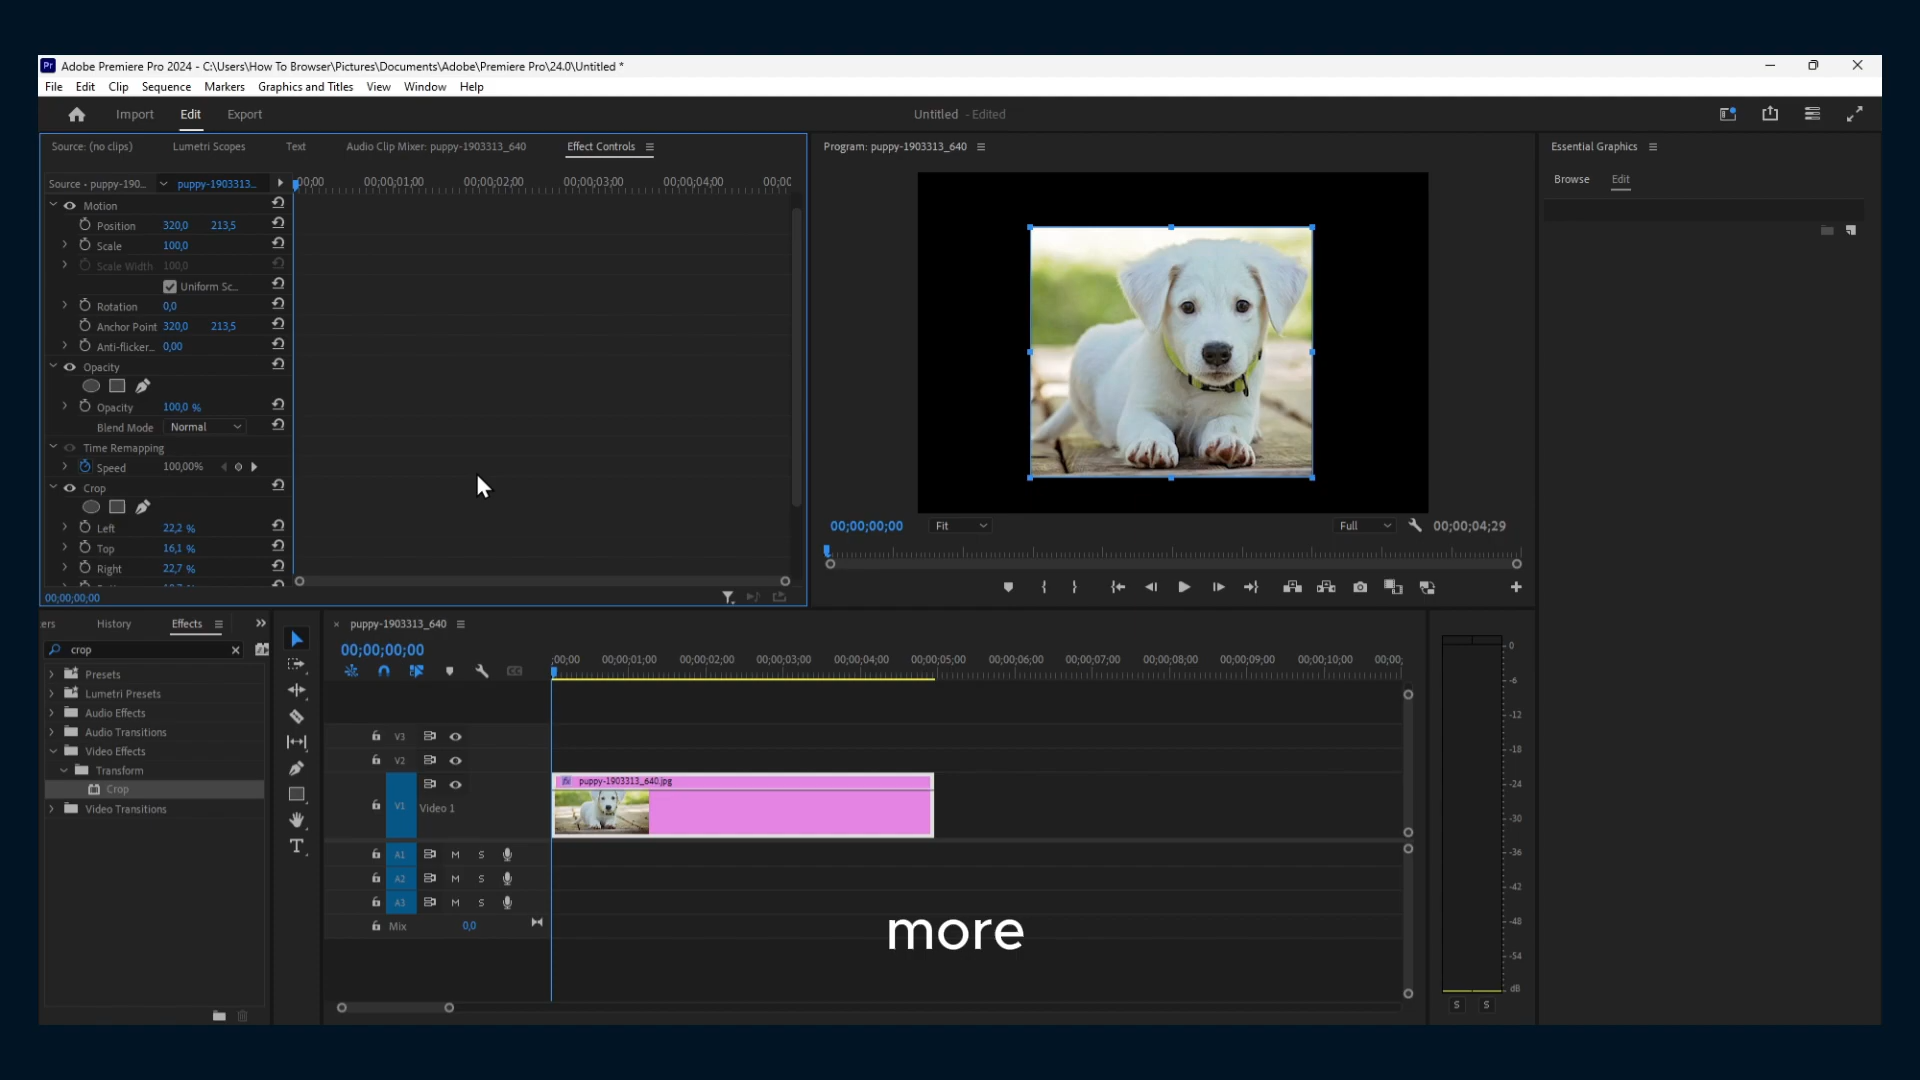 Pr Adobe Premiere Pro 2024 - C:\Users\How To Browser\Pictures\Documents\Adobe\Premiere Pro\24.0\Untitled *
File Edit Clip Sequence Markers Graphics and Titles View Window Help
Import Edit Export Untitled - Edited
Source: (no clips) Lumetri Scopes Text Audio Clip Mixer: puppy-1903313_640 Effect Controls
Program: puppy-1903313_640
Essential Graphics
Browse Edit
Source • puppy-190... puppy-1903313...
00;00 00;00;01;00 00;00;02;00 00;00;03;00 00;00;04;00 00;00
Motion
Position 320,0 213,5
Scale 100,0
Scale Width 100,0
Uniform Sc...
Rotation 0,0
Anchor Point 320,0 213,5
Anti-flicker... 0,00
Opacity
Opacity 100,0 %
Blend Mode Normal
Time Remapping
Speed 100,00%
Crop
Left 22,2 %
Top 16,1 %
Right 22,7 %
00;00;00;00
00;00;00;00 Fit Full 00;00;04;29
ers History Effects
crop
Presets
Lumetri Presets
Audio Effects
Audio Transitions
Video Effects
Transform
Crop
Video Transitions
puppy-1903313_640
00;00;00;00
;00;00 00;00;01;00 00;00;02;00 00;00;03;00 00;00;04;00 00;00;05;00 00;00;06;00 00;00;07;00 00;00;08;00 00;00;09;00 00;00;10;00 00;00;
V3
V2
fx puppy-1903313_640.jpg
V1 Video 1
A1 M S
A2 M S
A3 M S
Mix 0,0
more
0
-6
-12
-18
-24
-30
-36
-42
-48
-54
dB
S S